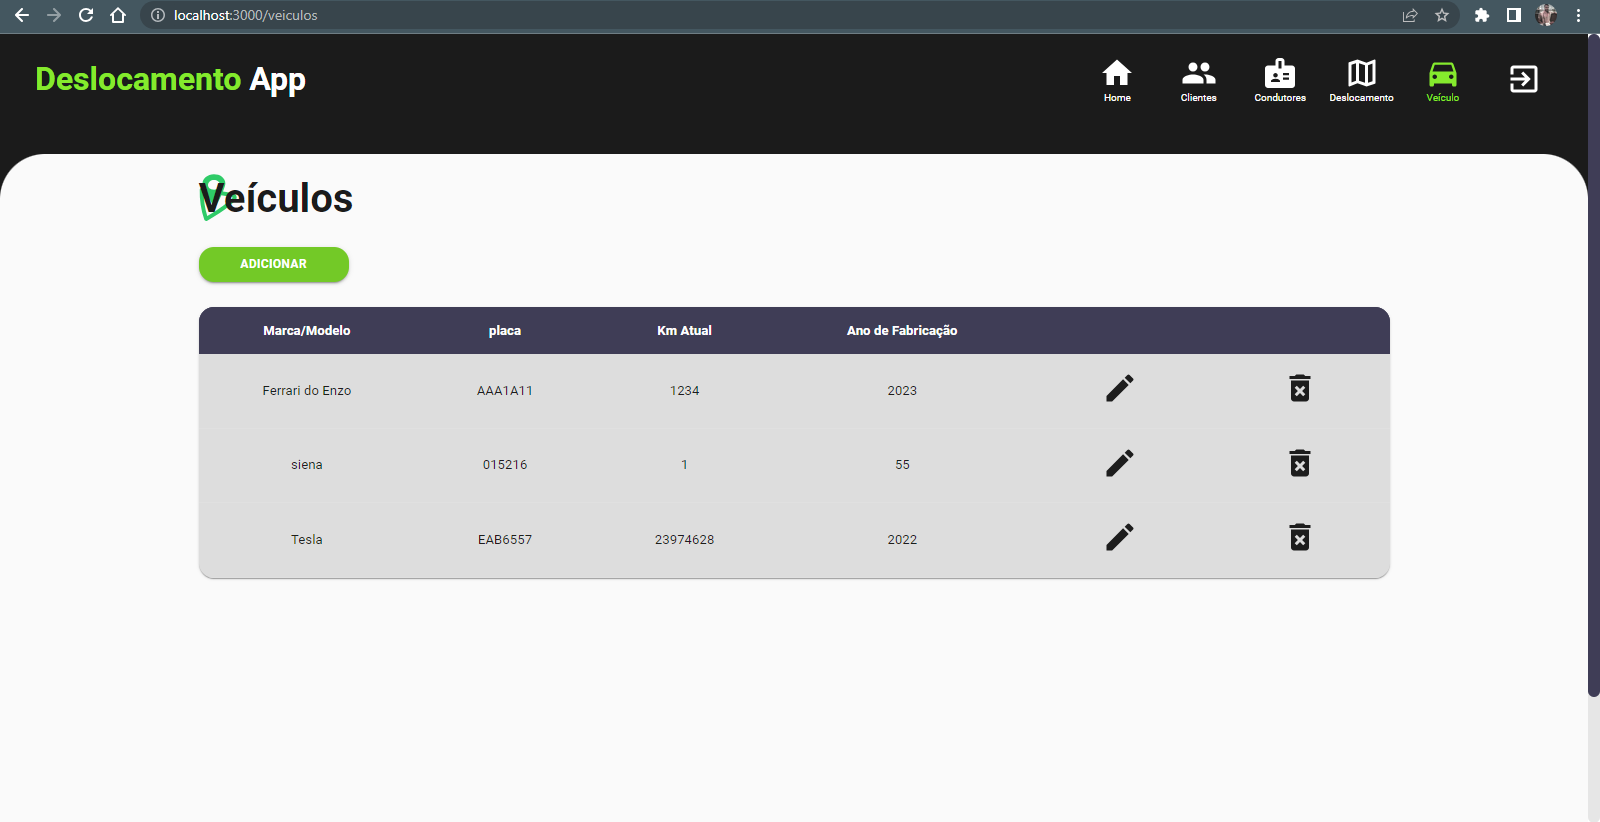 localhost:3000/veiculos
Deslocamento App
Home Clientes Condutores Deslocamento Veículo
Veículos
ADICIONAR
Marca/Modelo placa Km Atual Ano de Fabricação
Ferrari do Enzo AAA1A11 1234 2023
siena 015216 1 55
Tesla EAB6557 23974628 2022